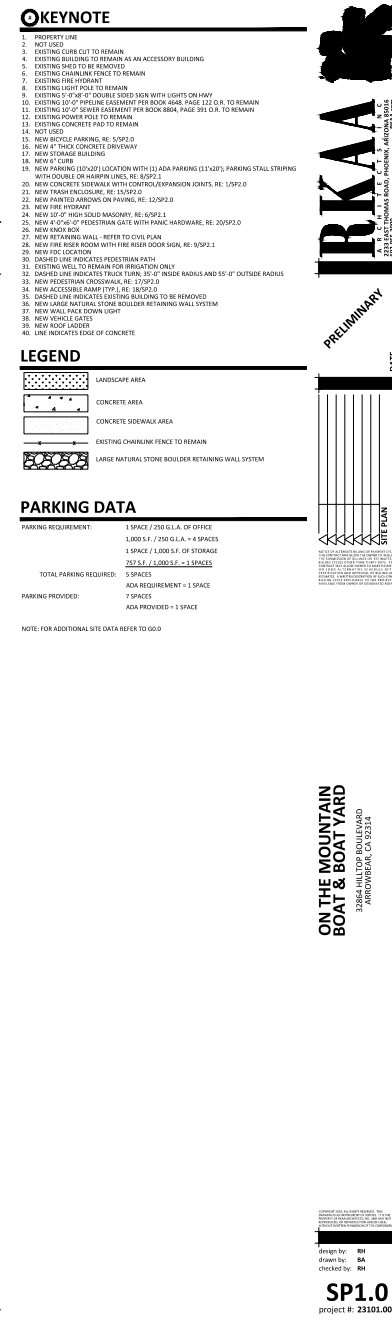 KEYNOTE
1. PROPERTY LINE
2. NOT USED
3. EXISTING CURB CUT TO REMAIN
4. EXISTING BUILDING TO REMAIN AS AN ACCESSORY BUILDING
5. EXISTING SHED TO BE REMOVED
6. EXISTING CHAINLINK FENCE TO REMAIN
7. EXISTING FIRE HYDRANT
8. EXISTING LIGHT POLE TO REMAIN
9. EXISTING 5'-0"x8'-0" DOUBLE SIDED SIGN WITH LIGHTS ON HWY
10. EXISTING 10'-0" PIPELINE EASEMENT PER BOOK 4648. PAGE 122 O.R. TO REMAIN
11. EXISTING 10'-0" SEWER EASEMENT PER BOOK 8804, PAGE 391 O.R. TO REMAIN
12. EXISTING POWER POLE TO REMAIN
13. EXISTING CONCRETE PAD TO REMAIN
14. NOT USED
15. NEW BICYCLE PARKING, RE: 5/SP2.0
16. NEW 4" THICK CONCRETE DRIVEWAY
17. NEW STORAGE BUILDING
18. NEW 6" CURB
19. NEW PARKING (10'x20') LOCATION WITH (1) ADA PARKING (11'x20'); PARKING STALL STRIPING
WITH DOUBLE OR HAIRPIN LINES, RE: 8/SP2.1
20. NEW CONCRETE SIDEWALK WITH CONTROL/EXPANSION JOINTS, RE: 1/SP2.0
21. NEW TRASH ENCLOSURE, RE: 15/SP2.0
22. NEW PAINTED ARROWS ON PAVING, RE: 12/SP2.0
23. NEW FIRE HYDRANT
24. NEW 10'-0" HIGH SOLID MASONRY, RE: 6/SP2.1
25. NEW 4'-0"x6'-0" PEDESTRIAN GATE WITH PANIC HARDWARE, RE: 20/SP2.0
26. NEW KNOX BOX
27. NEW RETAINING WALL - REFER TO CIVIL PLAN
28. NEW FIRE RISER ROOM WITH FIRE RISER DOOR SIGN, RE: 9/SP2.1
29. NEW FDC LOCATION
30. DASHED LINE INDICATES PEDESTRIAN PATH
31. EXISTING WELL TO REMAIN FOR IRRIGATION ONLY
32. DASHED LINE INDICATES TRUCK TURN; 35'-0" INSIDE RADIUS AND 55'-0" OUTSIDE RADIUS
33. NEW PEDESTRIAN CROSSWALK, RE: 17/SP2.0
34. NEW ACCESSIBLE RAMP (TYP.), RE: 18/SP2.0
35. DASHED LINE INDICATES EXISTING BUILDING TO BE REMOVED
36. NEW LARGE NATURAL STONE BOULDER RETAINING WALL SYSTEM
37. NEW WALL PACK DOWN LIGHT
38. NEW VEHICLE GATES
39. NEW ROOF LADDER
40. LINE INDICATES EDGE OF CONCRETE
LEGEND
LANDSCAPE AREA
CONCRETE AREA
CONCRETE SIDEWALK AREA
EXISTING CHAINLINK FENCE TO REMAIN
LARGE NATURAL STONE BOULDER RETAINING WALL SYSTEM
PARKING DATA
PARKING REQUIREMENT: 1 SPACE / 250 G.L.A. OF OFFICE
1,000 S.F. / 250 G.L.A. = 4 SPACES
1 SPACE / 1,000 S.F. OF STORAGE
757 S.F. / 1,000 S.F. = 1 SPACES
TOTAL PARKING REQUIRED: 5 SPACES
ADA REQUIREMENT = 1 SPACE
PARKING PROVIDED: 7 SPACES
ADA PROVIDED = 1 SPACE
NOTE: FOR ADDITIONAL SITE DATA REFER TO G0.0
RKAA
ARCHITECTS INC
2233 EAST THOMAS ROAD, PHOENIX, ARIZONA 85016
PRELIMINARY
DATE
SITE PLAN
ON THE MOUNTAIN
BOAT & BOAT YARD
32864 HILLTOP BOULEVARD
ARROWBEAR, CA 92314
design by: RH
drawn by: BA
checked by: RH
SP1.0
project #: 23101.00